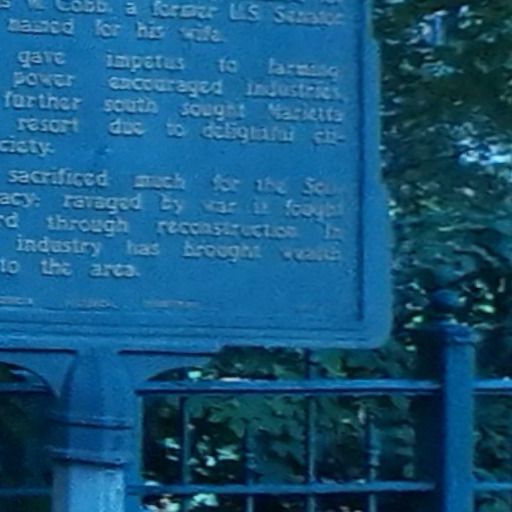 W. Cobb, a former U.S. Senator
named for his wife.
gave impetus to farming
power encouraged industries,
further south sought Marietta
resort due to delightful cli-
ciety.
sacrificed much for the
acy; ravaged by war it fought
through reconstruction. In
industry has brought wealth
to the area.